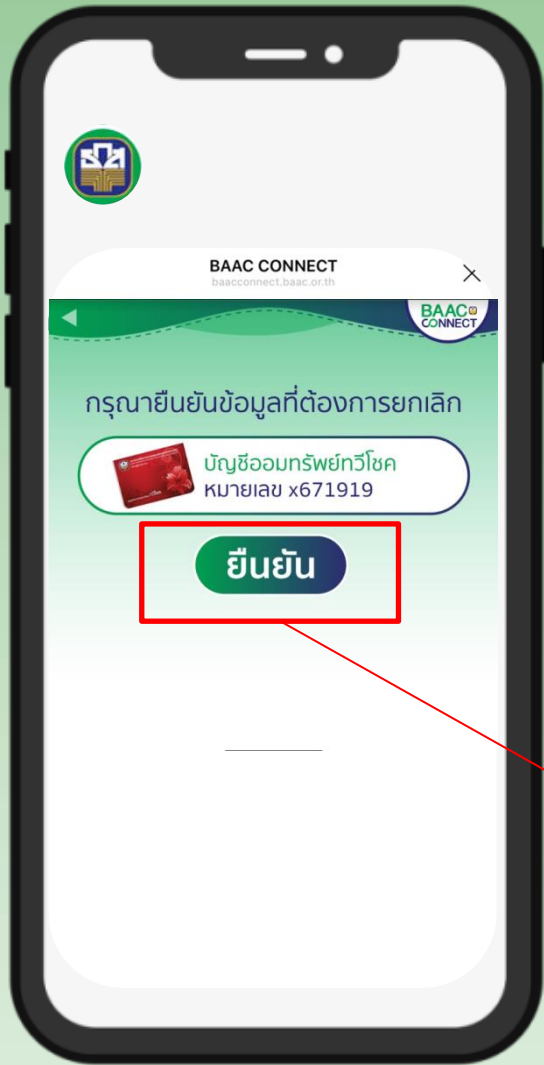 ธกส
BAAC CONNECT
baacconnect.baac.or.th
BAAC
CONNECT
กรุณายืนยันข้อมูลที่ต้องการยกเลิก
บัญชีออมทรัพย์ทวีโชค
หมายเลข x671919
ยืนยัน